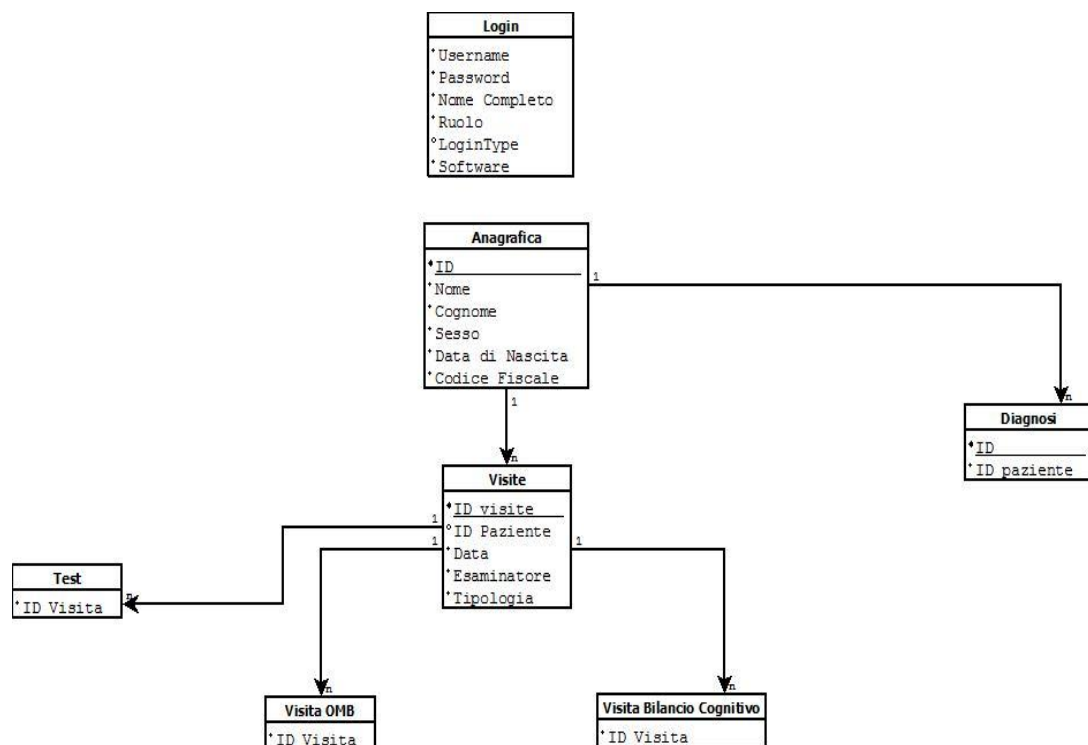 Login
Username
Password
Nome Completo
Ruolo
LoginType
Software
Anagrafica
ID
Nome
Cognome
Sesso
Data di Nascita
Codice Fiscale
1
1
n
n
Diagnosi
ID
ID paziente
Visite
ID visite
ID Paziente
Data
Esaminatore
Tipologia
1
1
1
Test
n
ID Visita
n
n
Visita OMB
ID Visita
Visita Bilancio Cognitivo
ID Visita